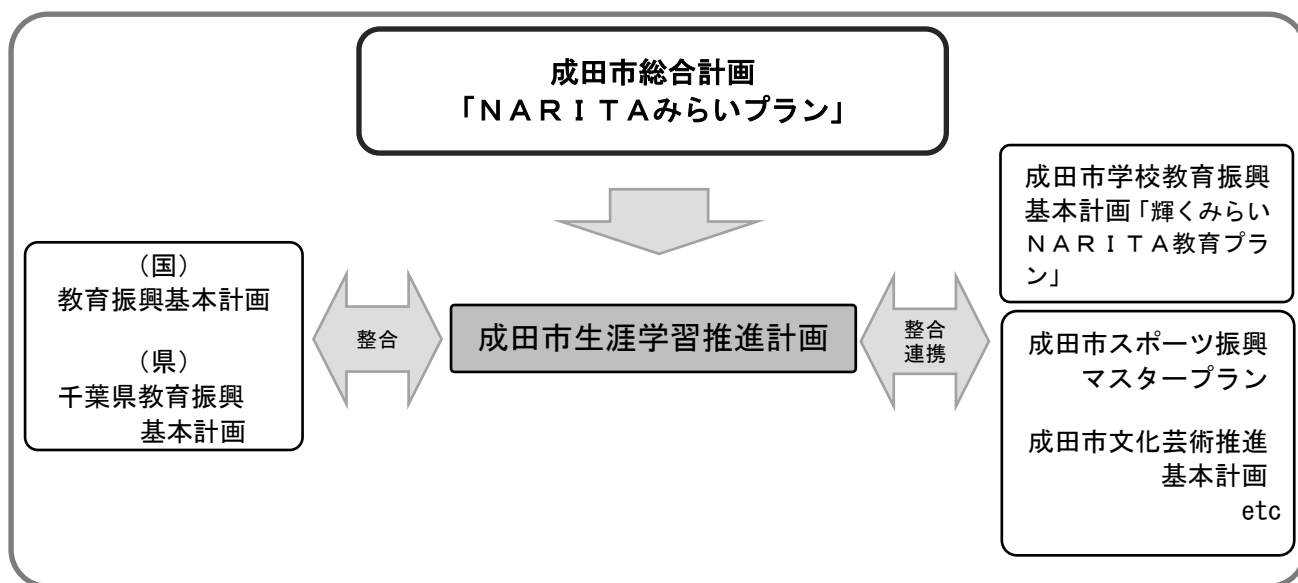 成田市総合計画
「ＮＡＲＩＴＡみらいプラン」
（国）
教育振興基本計画
（県）
千葉県教育振興
基本計画
整合
成田市生涯学習推進計画
整合
連携
成田市学校教育振興
基本計画「輝くみらい
ＮＡＲＩＴＡ教育プラ
ン」
成田市スポーツ振興
マスタープラン
成田市文化芸術推進
基本計画
etc